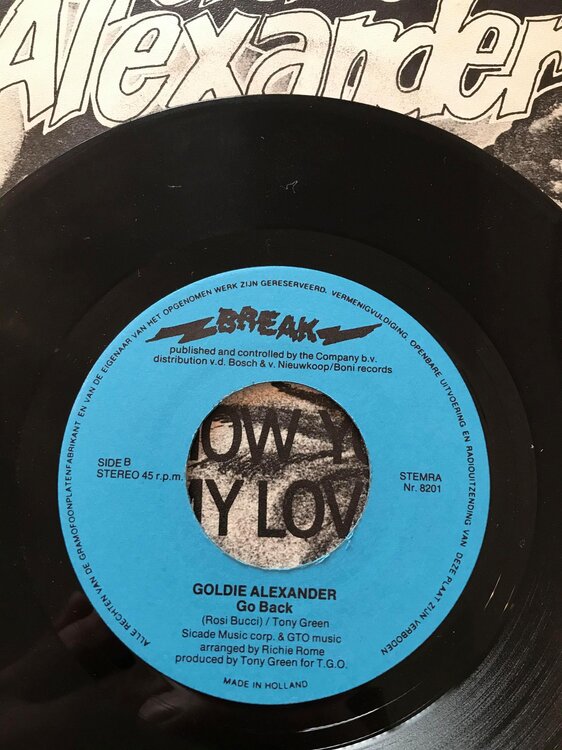 Alexander
ALLE RECHTEN VAN DE GRAMOFOONPLATENFABRIKANT EN VAN DE EIGENAAR VAN HET OPGENOMEN WERK ZIJN GERESERVEERD. VERMENIGVULDIGING, OPENBARE UITVOERING EN RADIOUITZENDING VAN DEZE PLAAT ZIJN VERBODEN
BREAK
published and controlled by the Company b.v.
distribution v.d. Bosch & v. Nieuwkoop/Boni records
SIDE B
STEREO 45 r.p.m.
STEMRA
Nr. 8201
OW Y
MY LOV
GOLDIE ALEXANDER
Go Back
(Rosi Bucci) / Tony Green
Sicade Music corp. & GTO music
arranged by Richie Rome
produced by Tony Green for T.G.O.
MADE IN HOLLAND